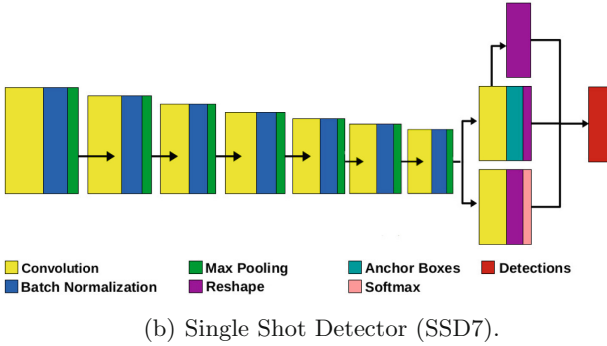 Convolution Max Pooling Anchor Boxes Detections
Batch Normalization Reshape Softmax
(b) Single Shot Detector (SSD7).